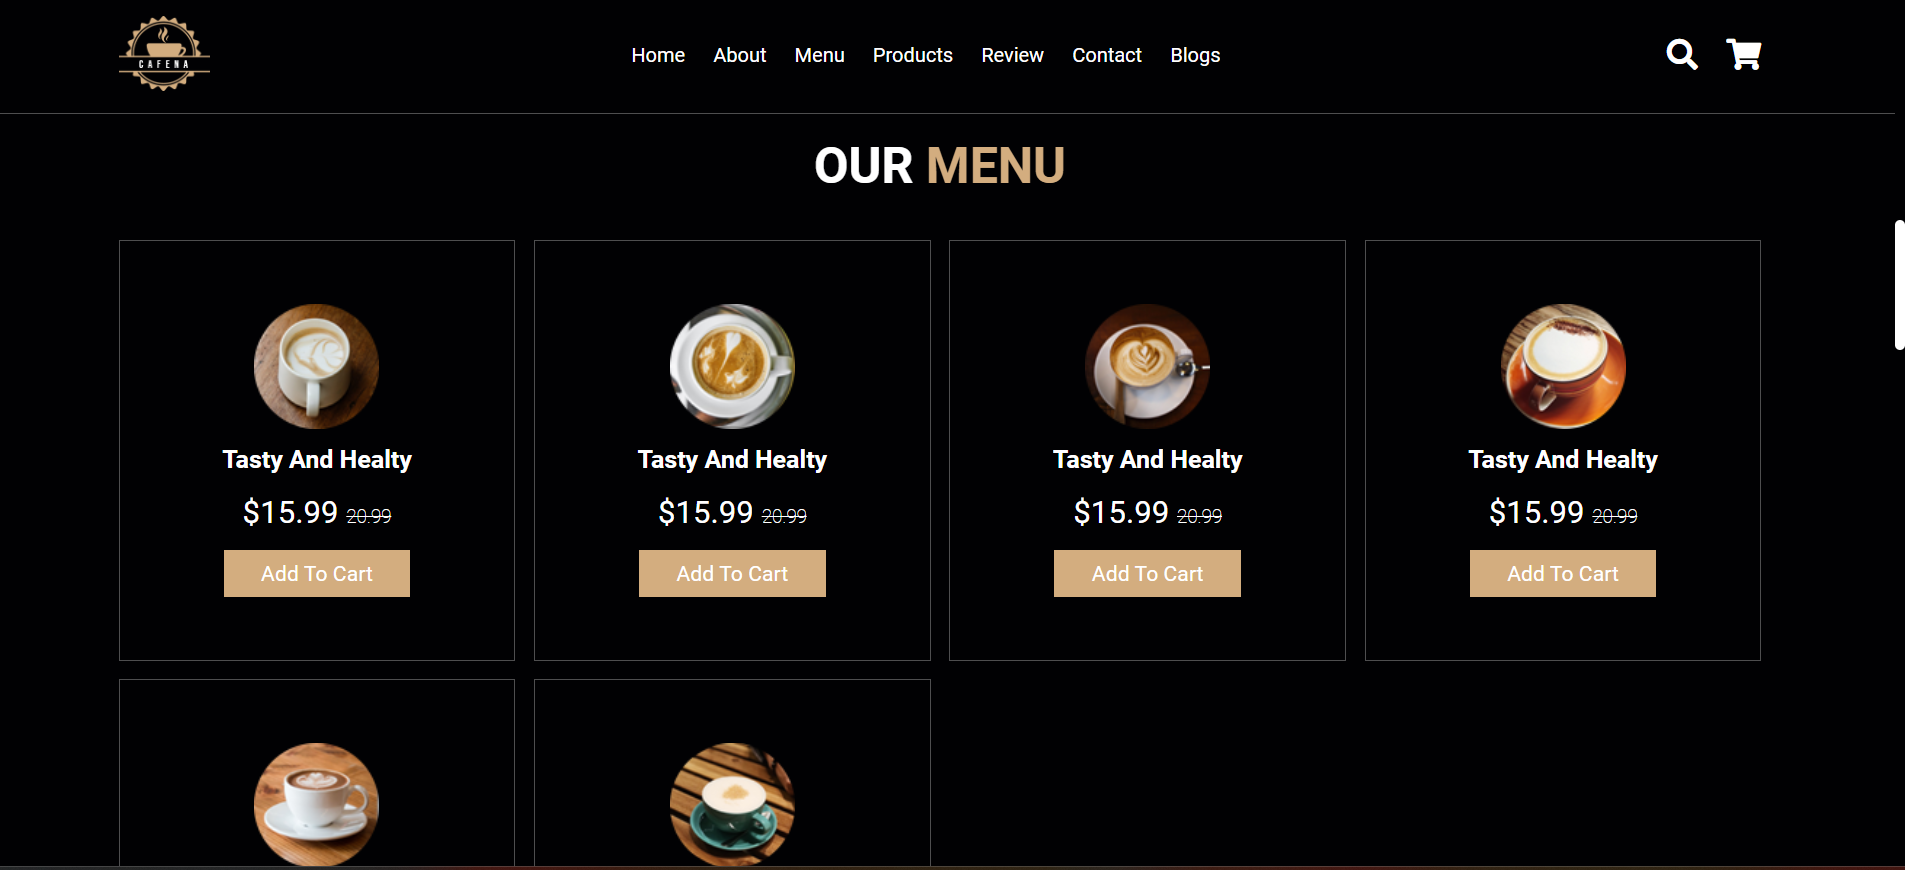 CAFENA
Home About Menu Products Review Contact Blogs
OUR MENU
Tasty And Healty Tasty And Healty Tasty And Healty Tasty And Healty
$15.99 20.99 $15.99 20.99 $15.99 20.99 $15.99 20.99
Add To Cart Add To Cart Add To Cart Add To Cart